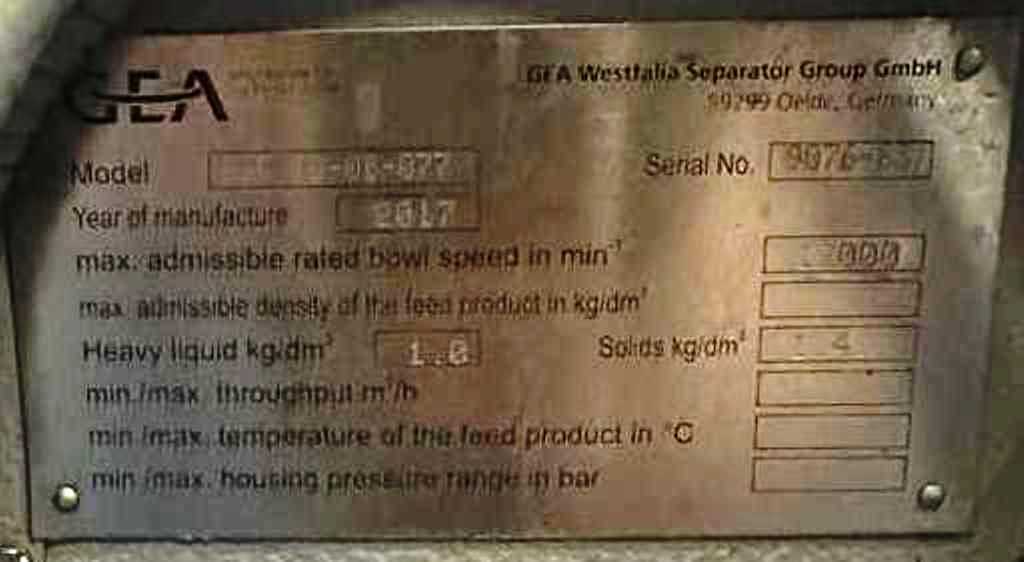 GEA
GEA Westfalia Separator Group GmbH
59299 Oelde, Germany
Model
Serial No.
Year of manufacture 2017
max. admissible rated bowl speed in min⁻¹
max. admissible density of the feed product in kg/dm³
Heavy liquid kg/dm³ Solids kg/dm³
min./max. throughput m³/h
min./max. temperature of the feed product in °C
min./max. housing pressure range in bar